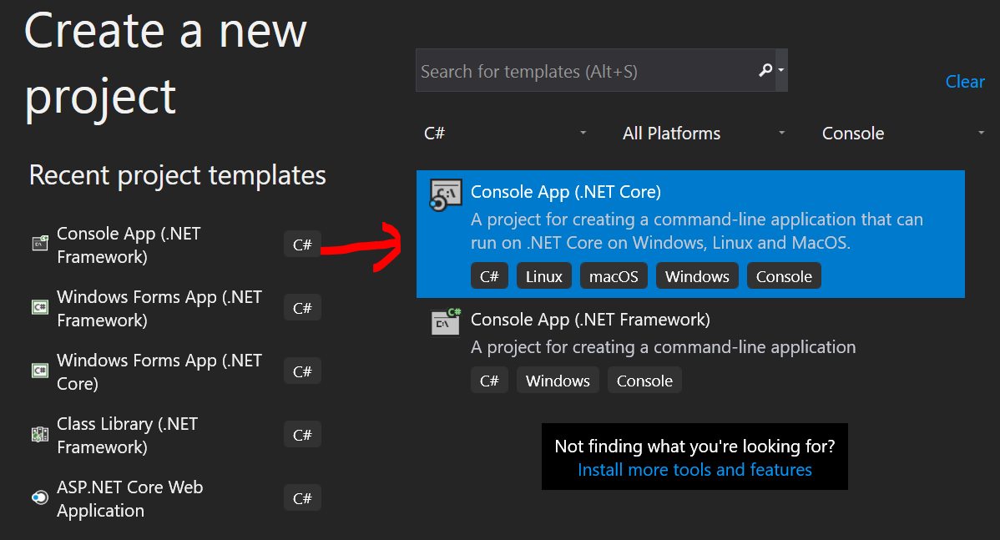 Create a new
project
Search for templates (Alt+S)
Clear
C#
All Platforms
Console
Recent project templates
Console App (.NET
Framework)
C#
Windows Forms App (.NET
Framework)
C#
Windows Forms App (.NET
Core)
C#
Class Library (.NET
Framework)
C#
ASP.NET Core Web
Application
C#
Console App (.NET Core)
A project for creating a command-line application that can
run on .NET Core on Windows, Linux and MacOS.
C# Linux macOS Windows Console
Console App (.NET Framework)
A project for creating a command-line application
C# Windows Console
Not finding what you're looking for?
Install more tools and features